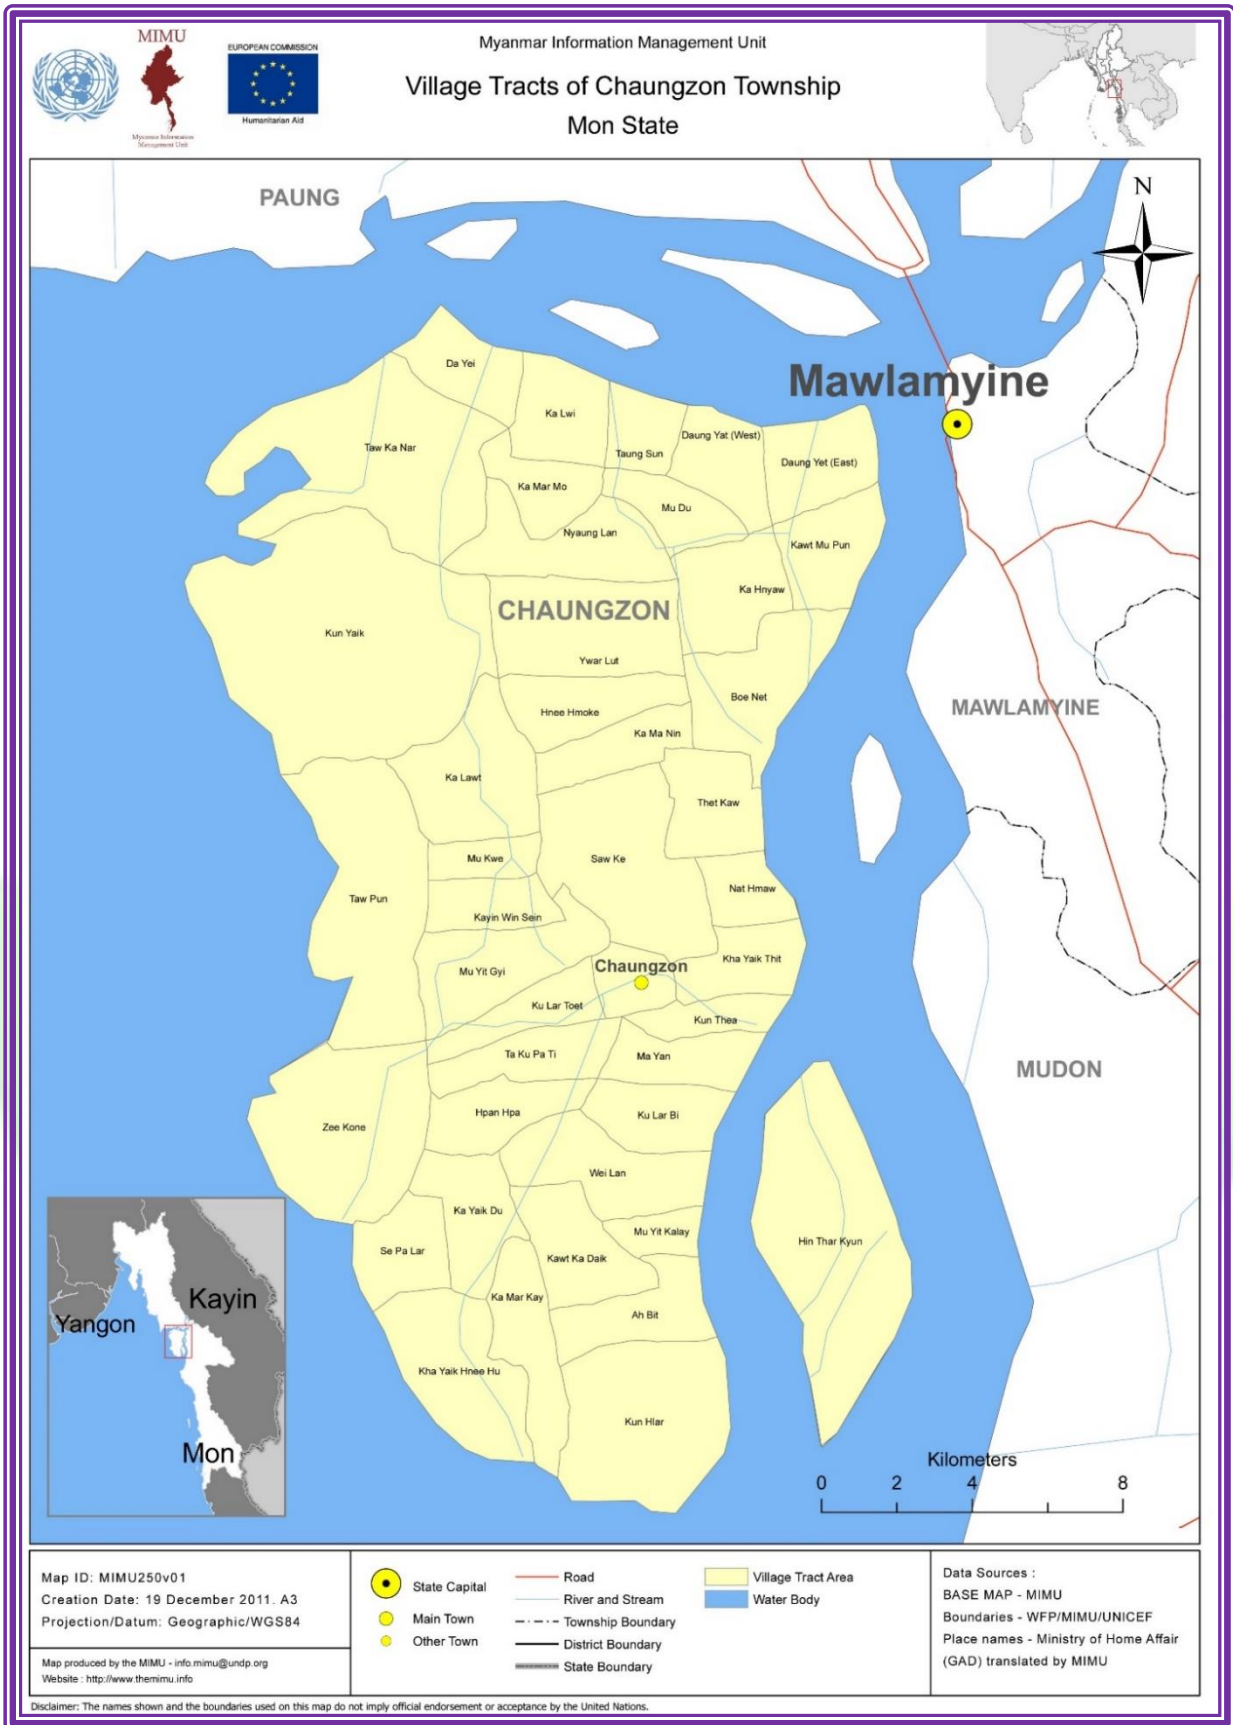 MIMU
Myanmar Information
Management Unit
EUROPEAN COMMISSION
Humanitarian Aid
Myanmar Information Management Unit
Village Tracts of Chaungzon Township
Mon State
PAUNG
N
Mawlamyine
Da Yei
Ka Lwi
Daung Yat (West)
Taw Ka Nar
Taung Sun
Daung Yet (East)
Ka Mar Mo
Mu Du
Nyaung Lan
Kawt Mu Pun
Ka Hnyaw
CHAUNGZON
Kun Yaik
Ywar Lut
Boe Net
MAWLAMYINE
Hnee Hmoke
Ka Ma Nin
Ka Lawt
Thet Kaw
Mu Kwe
Saw Ke
Nat Hmaw
Taw Pun
Kayin Win Sein
Kha Yaik Thit
Chaungzon
Mu Yit Gyi
Ku Lar Toet
Kun Thea
Ta Ku Pa Ti
Ma Yan
MUDON
Hpan Hpa
Ku Lar Bi
Zee Kone
Wei Lan
Ka Yaik Du
Mu Yit Kalay
Hin Thar Kyun
Se Pa Lar
Kawt Ka Daik
Ka Mar Kay
Ah Bit
Kha Yaik Hnee Hu
Kun Hlar
Kayin
Yangon
Mon
Kilometers
0 2 4 8
Map ID: MIMU250v01
Creation Date: 19 December 2011. A3
Projection/Datum: Geographic/WGS84
Map produced by the MIMU - info.mimu@undp.org
Website : http://www.themimu.info
State Capital
Main Town
Other Town
Road
River and Stream
Township Boundary
District Boundary
State Boundary
Village Tract Area
Water Body
Data Sources :
BASE MAP - MIMU
Boundaries - WFP/MIMU/UNICEF
Place names - Ministry of Home Affair
(GAD) translated by MIMU
Disclaimer: The names shown and the boundaries used on this map do not imply official endorsement or acceptance by the United Nations.